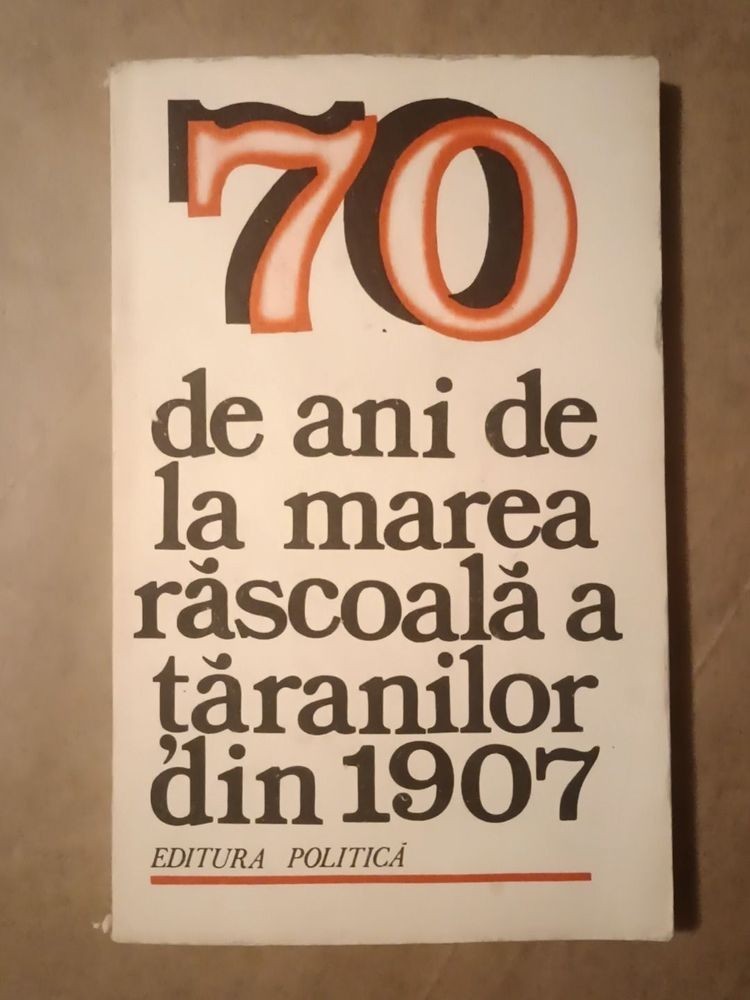 70
de ani de
la marea
răscoală a
țăranilor
din 1907
EDITURA POLITICĂ